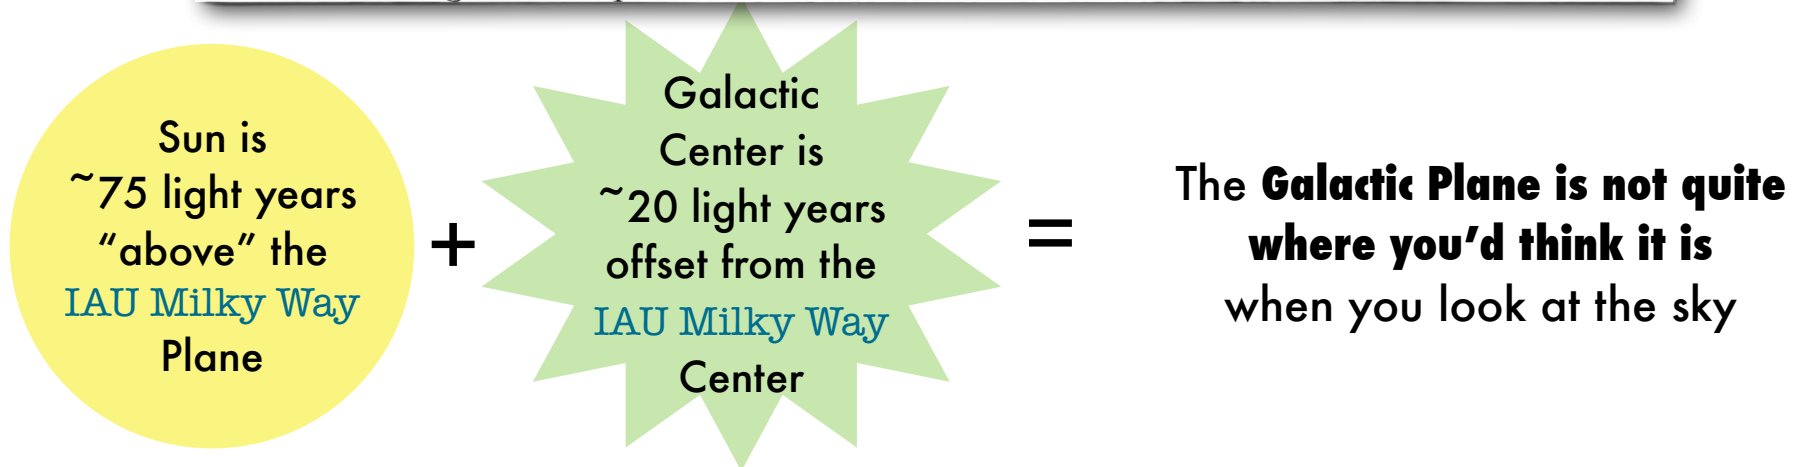 Sun is
~75 light years
“above” the
IAU Milky Way
Plane
+
Galactic
Center is
~20 light years
offset from the
IAU Milky Way
Center
=
The Galactic Plane is not quite
where you’d think it is
when you look at the sky